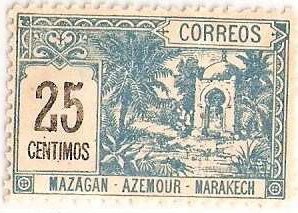 CORREOS
25
CENTIMOS
MAZAGAN - AZEMOUR - MARAKECH